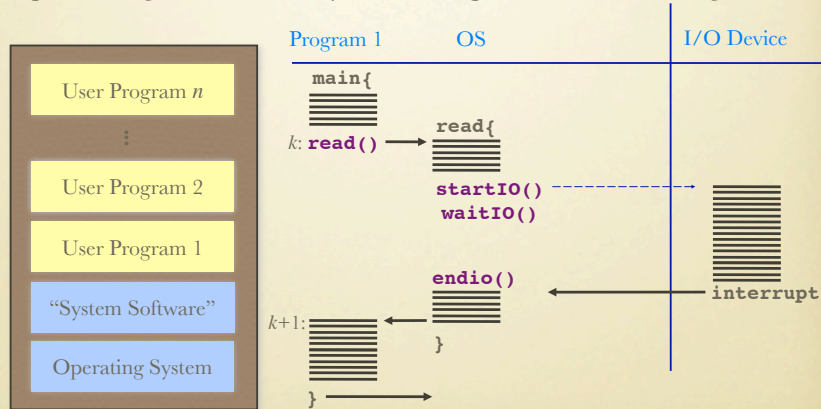 Program 1
OS
I/O Device
User Program n
⋮
User Program 2
User Program 1
“System Software”
Operating System
main{
k: read()
read{
startIO()
waitIO()
interrupt
endio()
k+1:
}
}